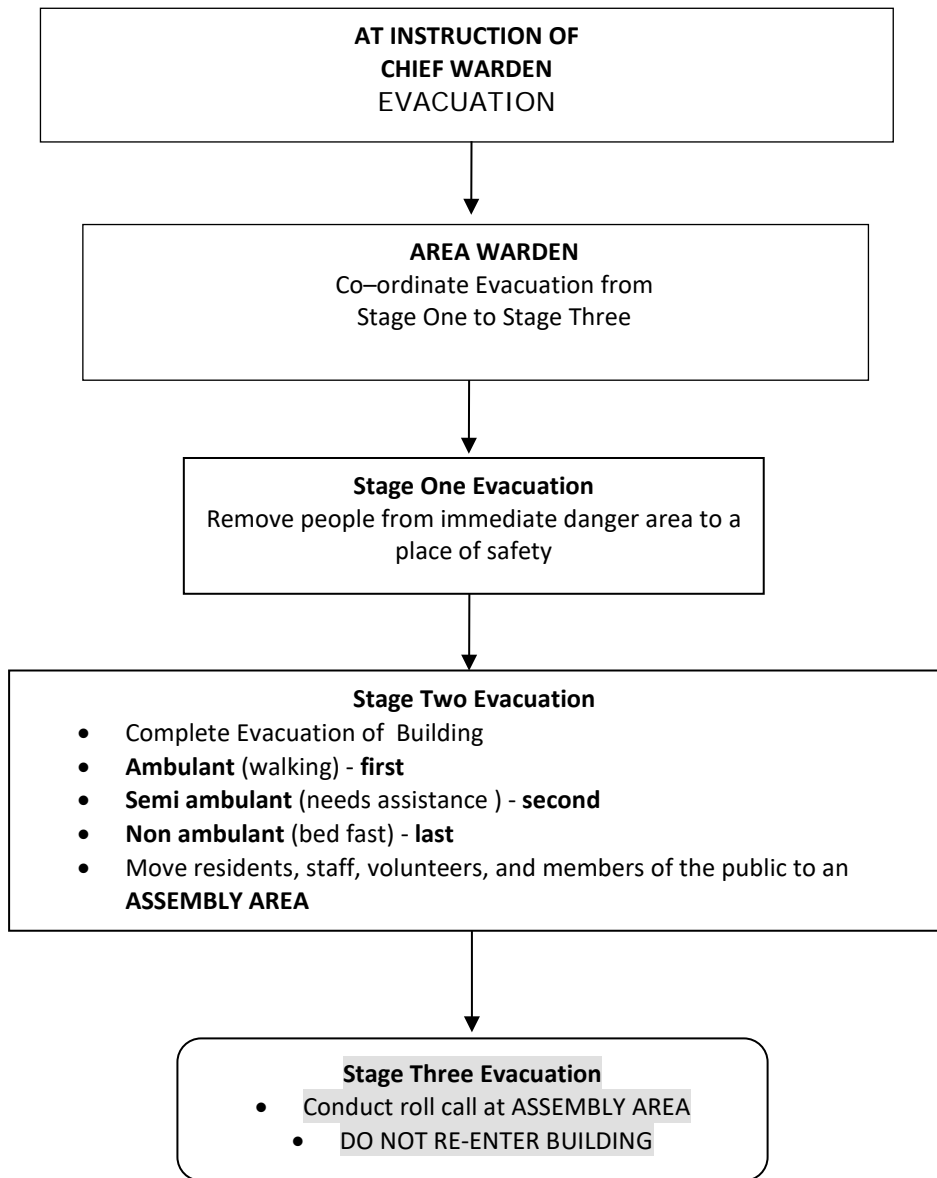 AT INSTRUCTION OF
CHIEF WARDEN
EVACUATION
AREA WARDEN
Co–ordinate Evacuation from
Stage One to Stage Three
Stage One Evacuation
Remove people from immediate danger area to a
place of safety
Stage Two Evacuation
• Complete Evacuation of  Building
• Ambulant (walking) - first
• Semi ambulant (needs assistance ) - second
• Non ambulant (bed fast) - last
• Move residents, staff, volunteers, and members of the public to an
ASSEMBLY AREA
Stage Three Evacuation
• Conduct roll call at ASSEMBLY AREA
• DO NOT RE-ENTER BUILDING